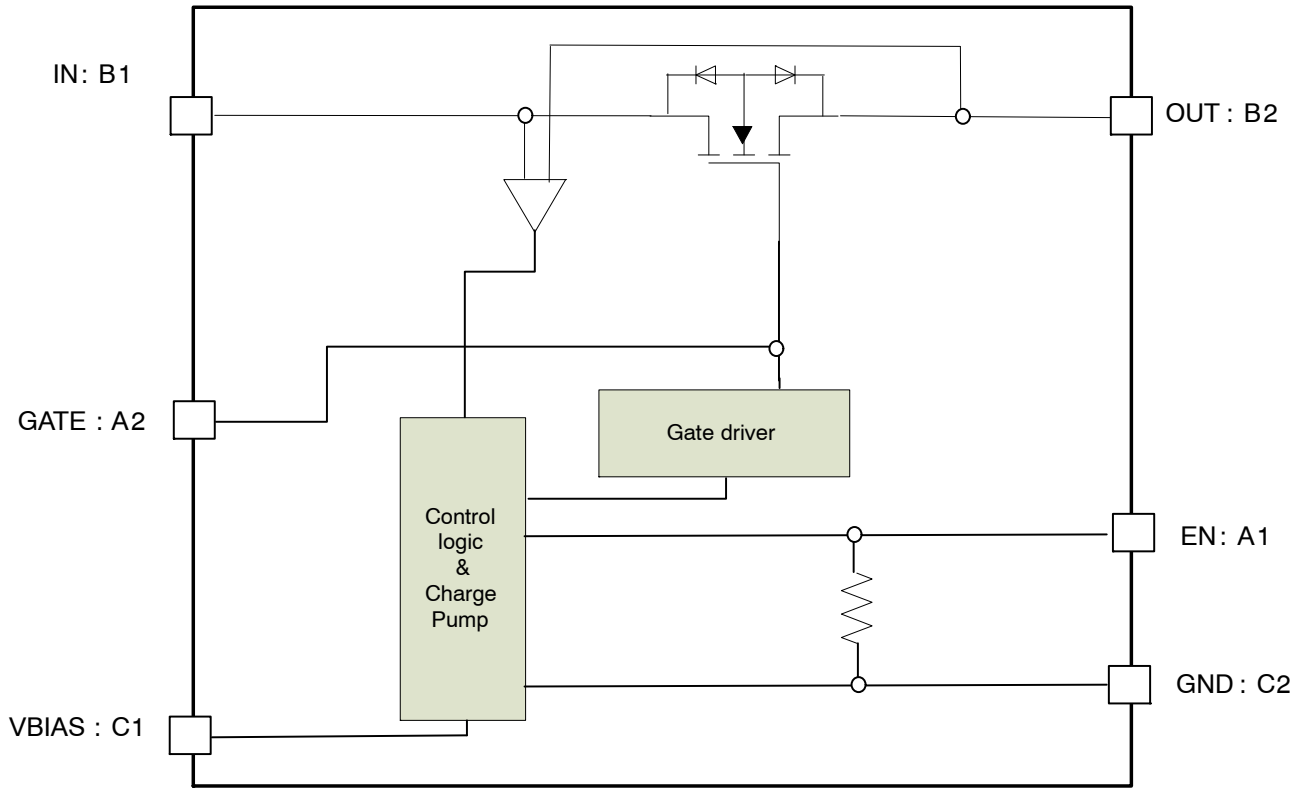 IN: B1
OUT : B2
GATE : A2
Gate driver
Control
logic
&
Charge
Pump
EN: A1
GND : C2
VBIAS : C1